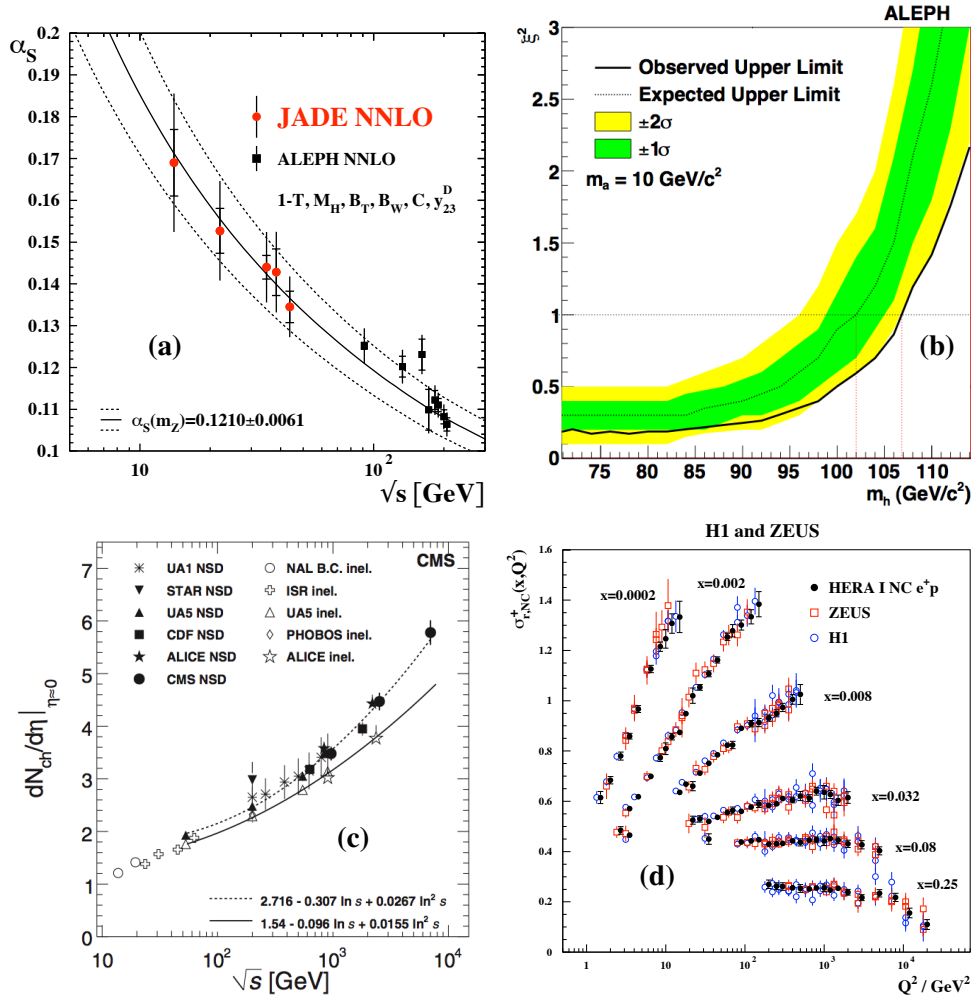 α_S
0.2
0.19
0.18
0.17
0.16
0.15
0.14
0.13
0.12
0.11
0.1
JADE NNLO
ALEPH NNLO
1-T, M_H, B_T, B_W, C, y_23^D
(a)
α_S(m_Z)=0.1210±0.0061
10
10^2
√s [GeV]
ALEPH
ξ^2
3
2.5
2
1.5
1
0.5
0
Observed Upper Limit
Expected Upper Limit
±2σ
±1σ
m_a = 10 GeV/c^2
(b)
75 80 85 90 95 100 105 110
m_h (GeV/c^2)
CMS
dN_ch/dη|_η≈0
7
6
5
4
3
2
1
0
UA1 NSD
STAR NSD
UA5 NSD
CDF NSD
ALICE NSD
CMS NSD
NAL B.C. inel.
ISR inel.
UA5 inel.
PHOBOS inel.
ALICE inel.
(c)
2.716 - 0.307 ln s + 0.0267 ln^2 s
1.54 - 0.096 ln s + 0.0155 ln^2 s
10 10^2 10^3 10^4
√s [GeV]
H1 and ZEUS
σ^+_r,NC(x,Q^2)
1.6
1.4
1.2
1.0
0.8
0.6
0.4
0.2
0.0
x=0.0002
x=0.002
HERA I NC e^+p
ZEUS
H1
x=0.008
x=0.032
x=0.08
x=0.25
(d)
1 10 10^2 10^3 10^4
Q^2 / GeV^2